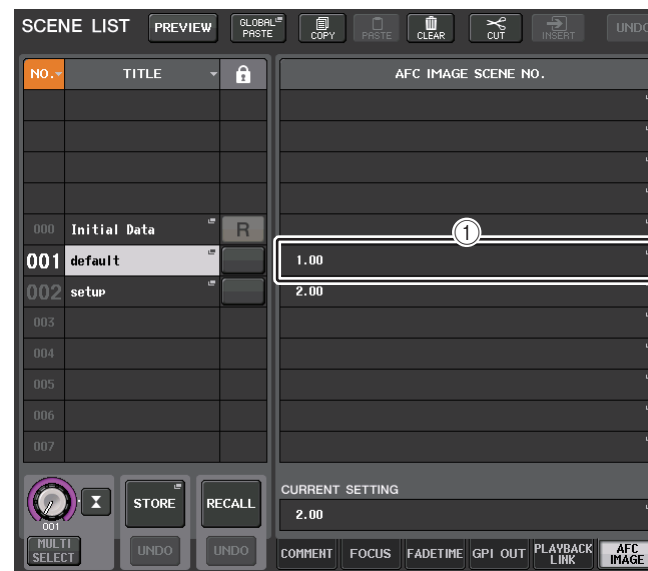 SCENE LIST PREVIEW GLOBAL PASTE COPY PASTE CLEAR CUT INSERT UNDO
NO. TITLE AFC IMAGE SCENE NO.
000 Initial Data R
1
001 default 1.00
002 setup 2.00
003
004
005
006
007
CURRENT SETTING
STORE RECALL
2.00
001
MULTI SELECT UNDO UNDO COMMENT FOCUS FADETIME GPI OUT PLAYBACK LINK AFC IMAGE